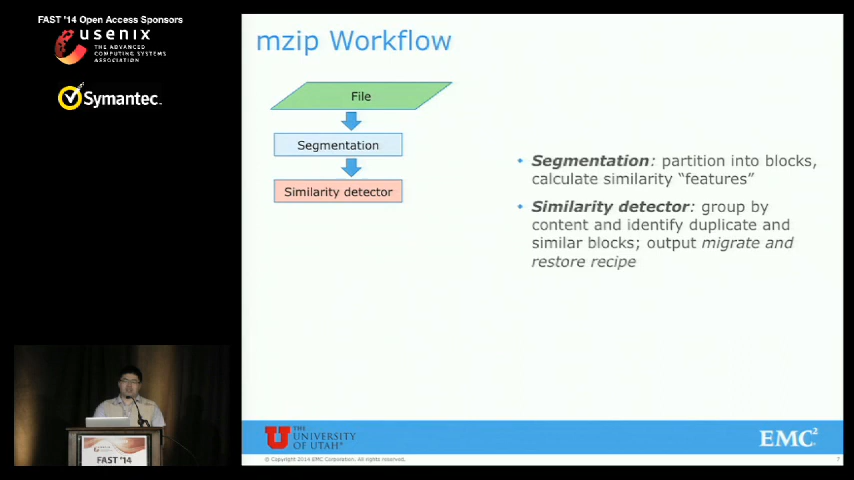 FAST '14 Open Access Sponsors
usenix
THE ADVANCED
COMPUTING SYSTEMS
ASSOCIATION
Symantec.
mzip Workflow
File
Segmentation
Similarity detector
• Segmentation: partition into blocks,
calculate similarity “features”
• Similarity detector: group by
content and identify duplicate and
similar blocks; output migrate and
restore recipe
FAST '14
U
THE
UNIVERSITY
OF UTAH
EMC²
© Copyright 2014 EMC Corporation. All rights reserved.
7